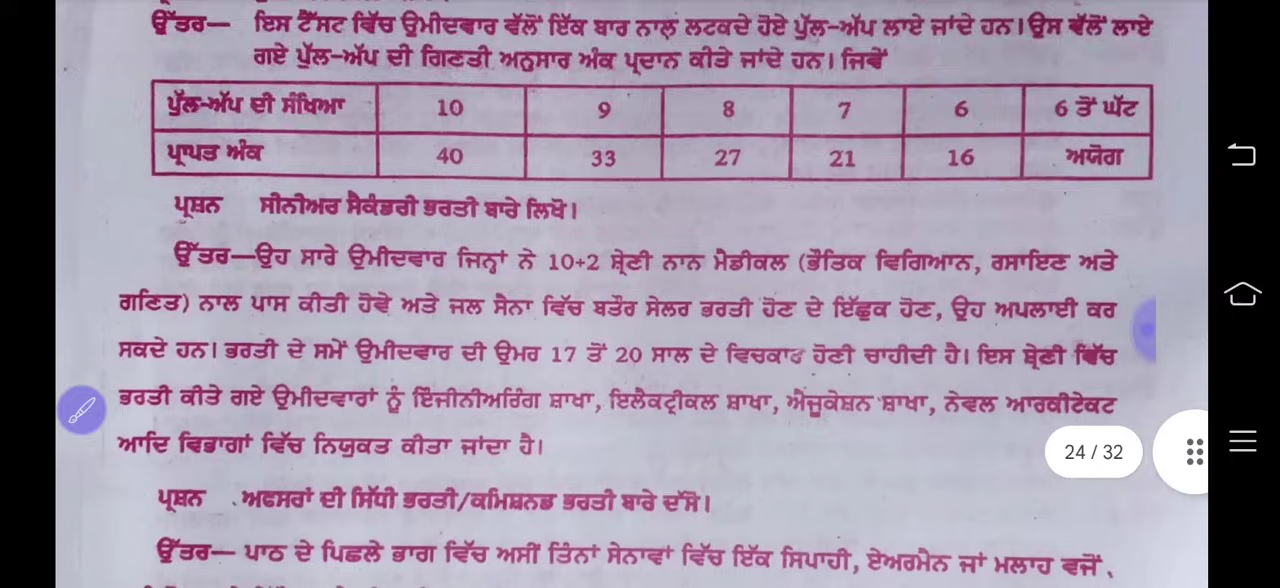 ਉੱਤਰ— ਇਸ ਟੈੱਸਟ ਵਿੱਚ ਉਮੀਦਵਾਰ ਵੱਲੋਂ ਇੱਕ ਬਾਰ ਨਾਲ਼ ਲਟਕਦੇ ਹੋਏ ਪੁੱਲ-ਅੱਪ ਲਾਏ ਜਾਂਦੇ ਹਨ। ਉਸ ਵੱਲੋਂ ਲਾਏ
ਗਏ ਪੁੱਲ-ਅੱਪ ਦੀ ਗਿਣਤੀ ਅਨੁਸਾਰ ਅੰਕ ਪ੍ਰਦਾਨ ਕੀਤੇ ਜਾਂਦੇ ਹਨ। ਜਿਵੇਂ
ਪੁੱਲ-ਅੱਪ ਦੀ ਸੰਖਿਆ 10 9 8 7 6 6 ਤੋਂ ਘੱਟ
ਪ੍ਰਾਪਤ ਅੰਕ 40 33 27 21 16 ਅਯੋਗ
ਪ੍ਰਸ਼ਨ ਸੀਨੀਅਰ ਸੈਕੰਡਰੀ ਭਰਤੀ ਬਾਰੇ ਲਿਖੋ।
ਉੱਤਰ—ਉਹ ਸਾਰੇ ਉਮੀਦਵਾਰ ਜਿਨ੍ਹਾਂ ਨੇ 10+2 ਸ਼੍ਰੇਣੀ ਨਾਨ ਮੈਡੀਕਲ (ਭੌਤਿਕ ਵਿਗਿਆਨ, ਰਸਾਇਣ ਅਤੇ
ਗਣਿਤ) ਨਾਲ ਪਾਸ ਕੀਤੀ ਹੋਵੇ ਅਤੇ ਜਲ ਸੈਨਾ ਵਿੱਚ ਬਤੌਰ ਸੇਲਰ ਭਰਤੀ ਹੋਣ ਦੇ ਇੱਛੁਕ ਹੋਣ, ਉਹ ਅਪਲਾਈ ਕਰ
ਸਕਦੇ ਹਨ। ਭਰਤੀ ਦੇ ਸਮੇਂ ਉਮੀਦਵਾਰ ਦੀ ਉਮਰ 17 ਤੋਂ 20 ਸਾਲ ਦੇ ਵਿਚਕਾਰ ਹੋਣੀ ਚਾਹੀਦੀ ਹੈ। ਇਸ ਸ਼੍ਰੇਣੀ ਵਿੱਚ
ਭਰਤੀ ਕੀਤੇ ਗਏ ਉਮੀਦਵਾਰਾਂ ਨੂੰ ਇੰਜੀਨੀਅਰਿੰਗ ਸ਼ਾਖਾ, ਇਲੈਕਟ੍ਰੀਕਲ ਸ਼ਾਖਾ, ਐਜੂਕੇਸ਼ਨ ਸ਼ਾਖਾ, ਨੇਵਲ ਆਰਕੀਟੇਕਟ
ਆਦਿ ਵਿਭਾਗਾਂ ਵਿੱਚ ਨਿਯੁਕਤ ਕੀਤਾ ਜਾਂਦਾ ਹੈ।
24 / 32
ਪ੍ਰਸ਼ਨ ਅਫਸਰਾਂ ਦੀ ਸਿੱਧੀ ਭਰਤੀ/ਕਮਿਸ਼ਨਡ ਭਰਤੀ ਬਾਰੇ ਦੱਸੋ।
ਉੱਤਰ— ਪਾਠ ਦੇ ਪਿਛਲੇ ਭਾਗ ਵਿੱਚ ਅਸੀਂ ਤਿੰਨਾਂ ਸੇਨਾਵਾਂ ਵਿੱਚ ਇੱਕ ਸਿਪਾਹੀ, ਏਅਰਮੈਨ ਜਾਂ ਮਲਾਹ ਵਜੋਂ